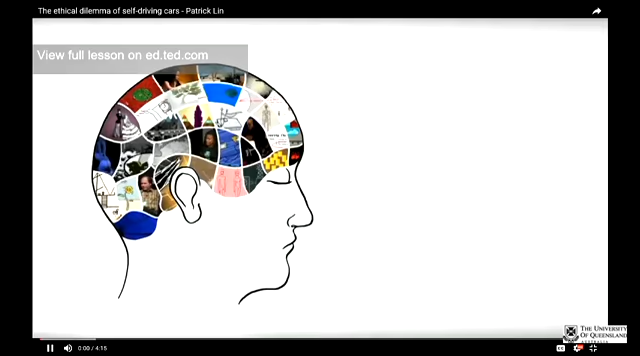 The ethical dilemma of self-driving cars - Patrick Lin
View full lesson on ed.ted.com
0:00 / 4:15
THE UNIVERSITY
OF QUEENSLAND
AUSTRALIA